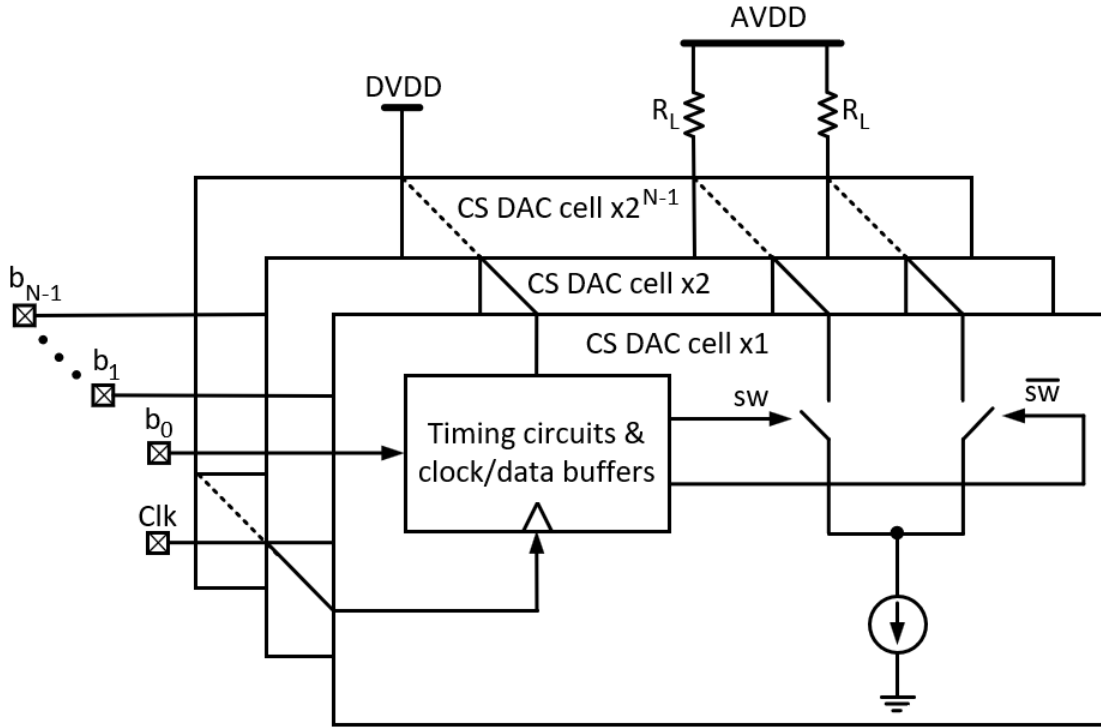 AVDD
DVDD
R_L
R_L
CS DAC cell x2^{N-1}
CS DAC cell x2
CS DAC cell x1
b_{N-1}
b_1
b_0
Clk
Timing circuits &
clock/data buffers
sw
s̅w̅